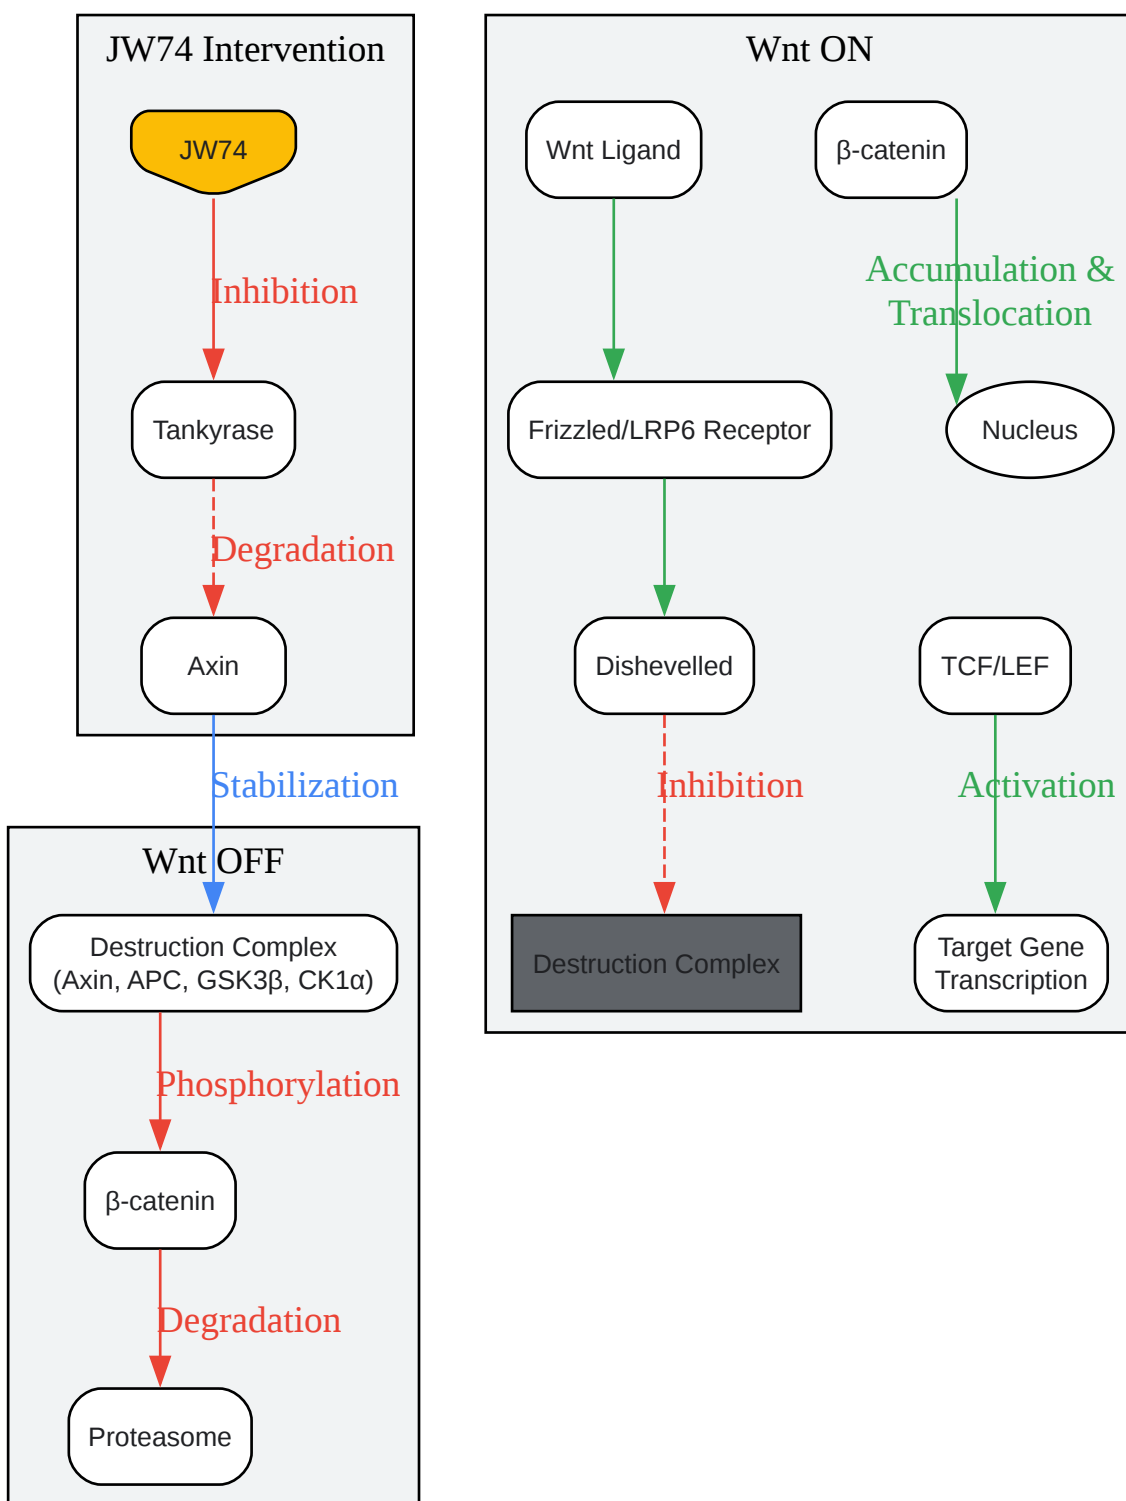 JW74 Intervention
JW74
Inhibition
Tankyrase
Degradation
Axin
Stabilization
Wnt OFF
Destruction Complex
(Axin, APC, GSK3β, CK1α)
Phosphorylation
β-catenin
Degradation
Proteasome
Wnt ON
Wnt Ligand
Frizzled/LRP6 Receptor
Dishevelled
Inhibition
Destruction Complex
β-catenin
Accumulation &
Translocation
Nucleus
TCF/LEF
Activation
Target Gene
Transcription